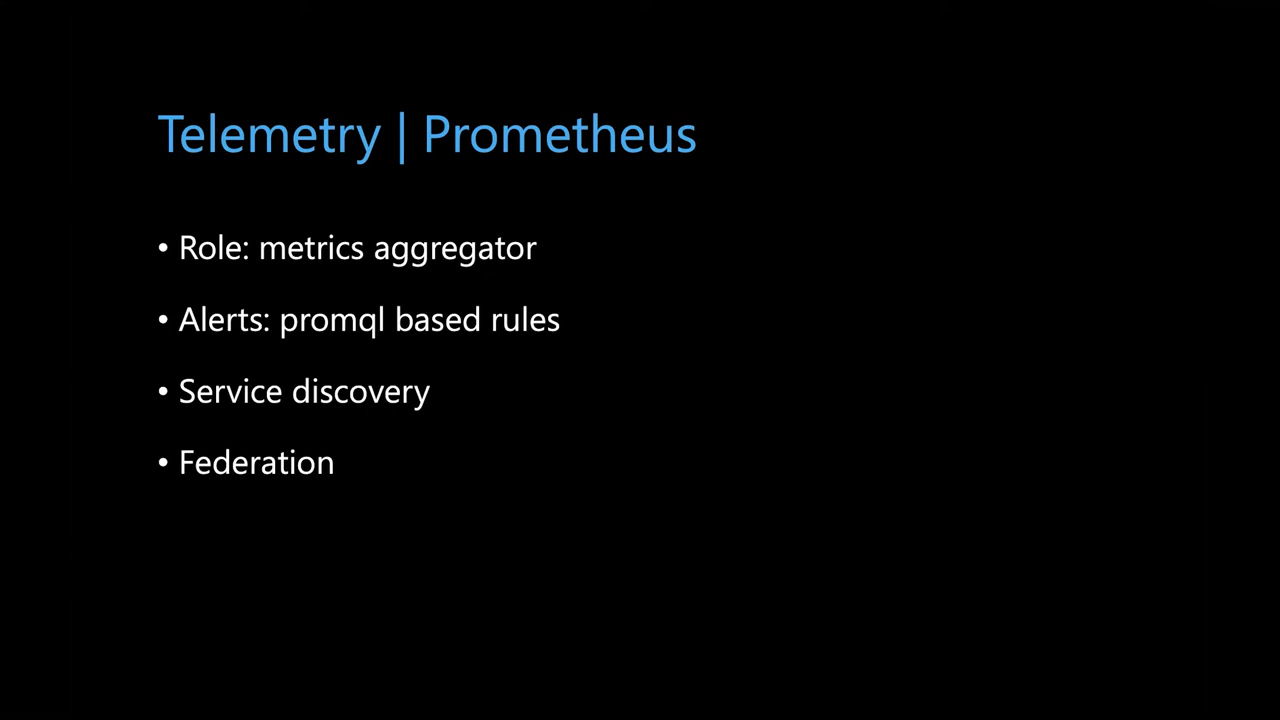 Telemetry | Prometheus
• Role: metrics aggregator
• Alerts: promql based rules
• Service discovery
• Federation